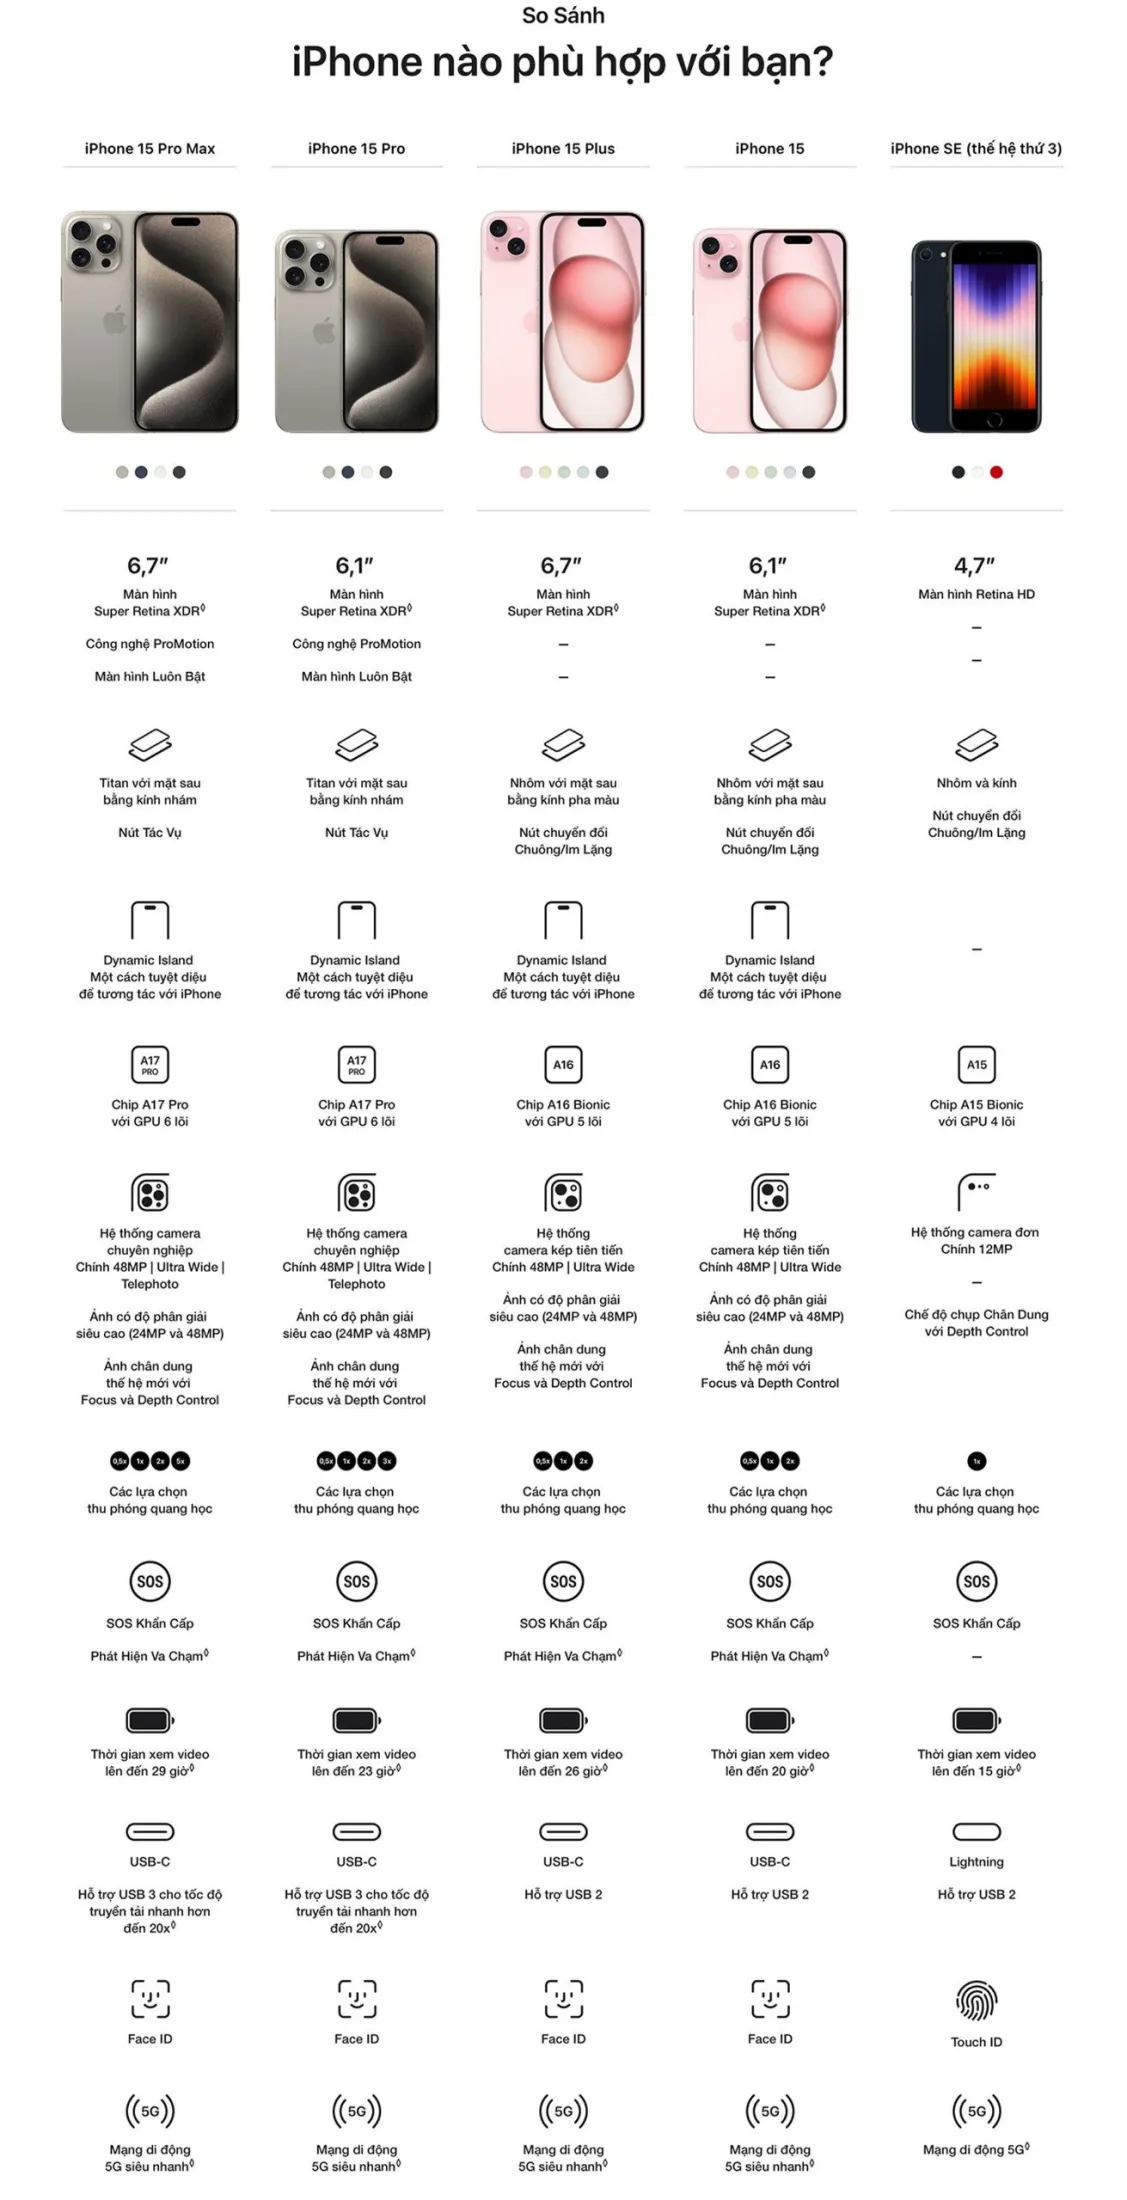 So Sánh
iPhone nào phù hợp với bạn?
iPhone 15 Pro Max
iPhone 15 Pro
iPhone 15 Plus
iPhone 15
iPhone SE (thế hệ thứ 3)
6,7″
6,1″
6,7″
6,1″
4,7″
Màn hình
Super Retina XDR◊
Màn hình
Super Retina XDR◊
Màn hình
Super Retina XDR◊
Màn hình
Super Retina XDR◊
Màn hình Retina HD
Công nghệ ProMotion
Công nghệ ProMotion
–
–
–
Màn hình Luôn Bật
Màn hình Luôn Bật
–
–
–
Titan với mặt sau
bằng kính nhám
Titan với mặt sau
bằng kính nhám
Nhôm với mặt sau
bằng kính pha màu
Nhôm với mặt sau
bằng kính pha màu
Nhôm và kính
Nút Tác Vụ
Nút Tác Vụ
Nút chuyển đổi
Chuông/Im Lặng
Nút chuyển đổi
Chuông/Im Lặng
Nút chuyển đổi
Chuông/Im Lặng
Dynamic Island
Một cách tuyệt diệu
để tương tác với iPhone
Dynamic Island
Một cách tuyệt diệu
để tương tác với iPhone
Dynamic Island
Một cách tuyệt diệu
để tương tác với iPhone
Dynamic Island
Một cách tuyệt diệu
để tương tác với iPhone
–
A17
PRO
A17
PRO
A16
A16
A15
Chip A17 Pro
với GPU 6 lõi
Chip A17 Pro
với GPU 6 lõi
Chip A16 Bionic
với GPU 5 lõi
Chip A16 Bionic
với GPU 5 lõi
Chip A15 Bionic
với GPU 4 lõi
Hệ thống camera
chuyên nghiệp
Chính 48MP | Ultra Wide |
Telephoto
Hệ thống camera
chuyên nghiệp
Chính 48MP | Ultra Wide |
Telephoto
Hệ thống
camera kép tiên tiến
Chính 48MP | Ultra Wide
Hệ thống
camera kép tiên tiến
Chính 48MP | Ultra Wide
Hệ thống camera đơn
Chính 12MP
Ảnh có độ phân giải
siêu cao (24MP và 48MP)
Ảnh có độ phân giải
siêu cao (24MP và 48MP)
Ảnh có độ phân giải
siêu cao (24MP và 48MP)
Ảnh có độ phân giải
siêu cao (24MP và 48MP)
–
Ảnh chân dung
thế hệ mới với
Focus và Depth Control
Ảnh chân dung
thế hệ mới với
Focus và Depth Control
Ảnh chân dung
thế hệ mới với
Focus và Depth Control
Ảnh chân dung
thế hệ mới với
Focus và Depth Control
Chế độ chụp Chân Dung
với Depth Control
0,5x 1x 2x 5x
0,5x 1x 2x 3x
0,5x 1x 2x
0,5x 1x 2x
1x
Các lựa chọn
thu phóng quang học
Các lựa chọn
thu phóng quang học
Các lựa chọn
thu phóng quang học
Các lựa chọn
thu phóng quang học
Các lựa chọn
thu phóng quang học
SOS
SOS
SOS
SOS
SOS
SOS Khẩn Cấp
SOS Khẩn Cấp
SOS Khẩn Cấp
SOS Khẩn Cấp
SOS Khẩn Cấp
Phát Hiện Va Chạm◊
Phát Hiện Va Chạm◊
Phát Hiện Va Chạm◊
Phát Hiện Va Chạm◊
–
Thời gian xem video
lên đến 29 giờ◊
Thời gian xem video
lên đến 23 giờ◊
Thời gian xem video
lên đến 26 giờ◊
Thời gian xem video
lên đến 20 giờ◊
Thời gian xem video
lên đến 15 giờ◊
USB-C
USB-C
USB-C
USB-C
Lightning
Hỗ trợ USB 3 cho tốc độ
truyền tải nhanh hơn
đến 20x◊
Hỗ trợ USB 3 cho tốc độ
truyền tải nhanh hơn
đến 20x◊
Hỗ trợ USB 2
Hỗ trợ USB 2
Hỗ trợ USB 2
Face ID
Face ID
Face ID
Face ID
Touch ID
5G
5G
5G
5G
5G
Mạng di động
5G siêu nhanh◊
Mạng di động
5G siêu nhanh◊
Mạng di động
5G siêu nhanh◊
Mạng di động
5G siêu nhanh◊
Mạng di động 5G◊